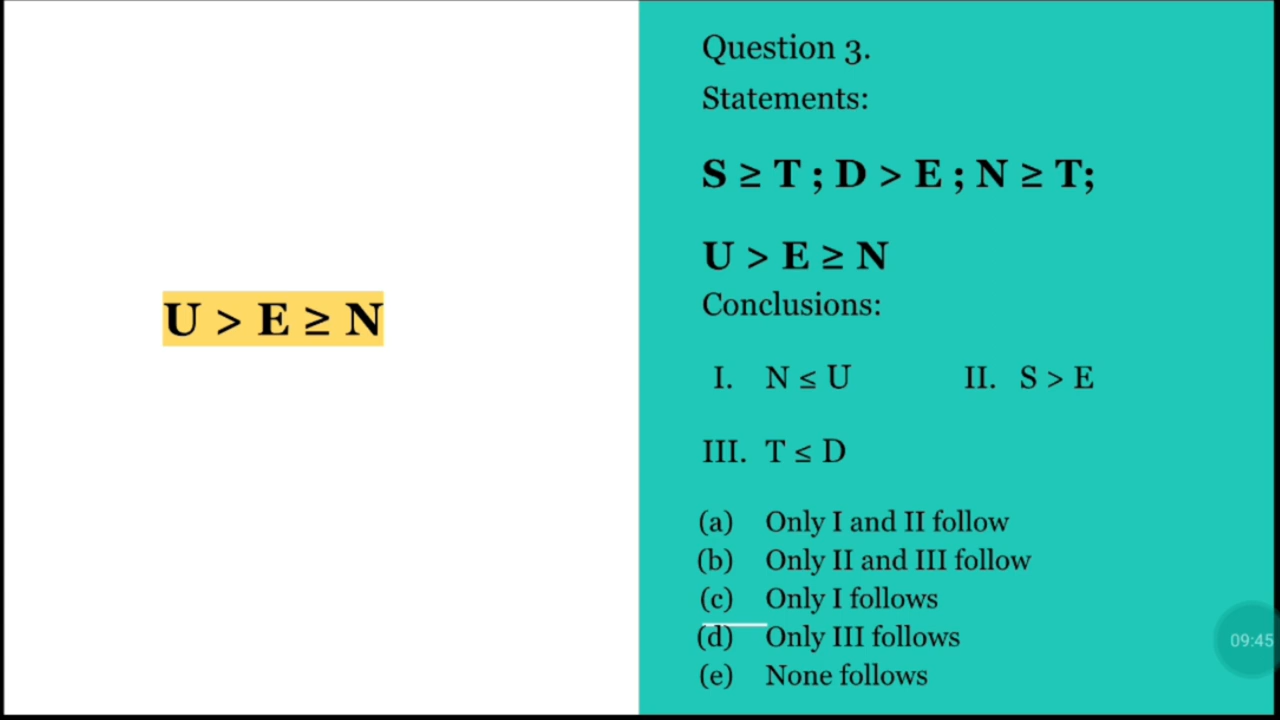 U > E ≥ N
Question 3.
Statements:
S ≥ T ; D > E ; N ≥ T;
U > E ≥ N
Conclusions:
I. N ≤ U II. S > E
III. T ≤ D
(a) Only I and II follow
(b) Only II and III follow
(c) Only I follows
(d) Only III follows
(e) None follows
09:45